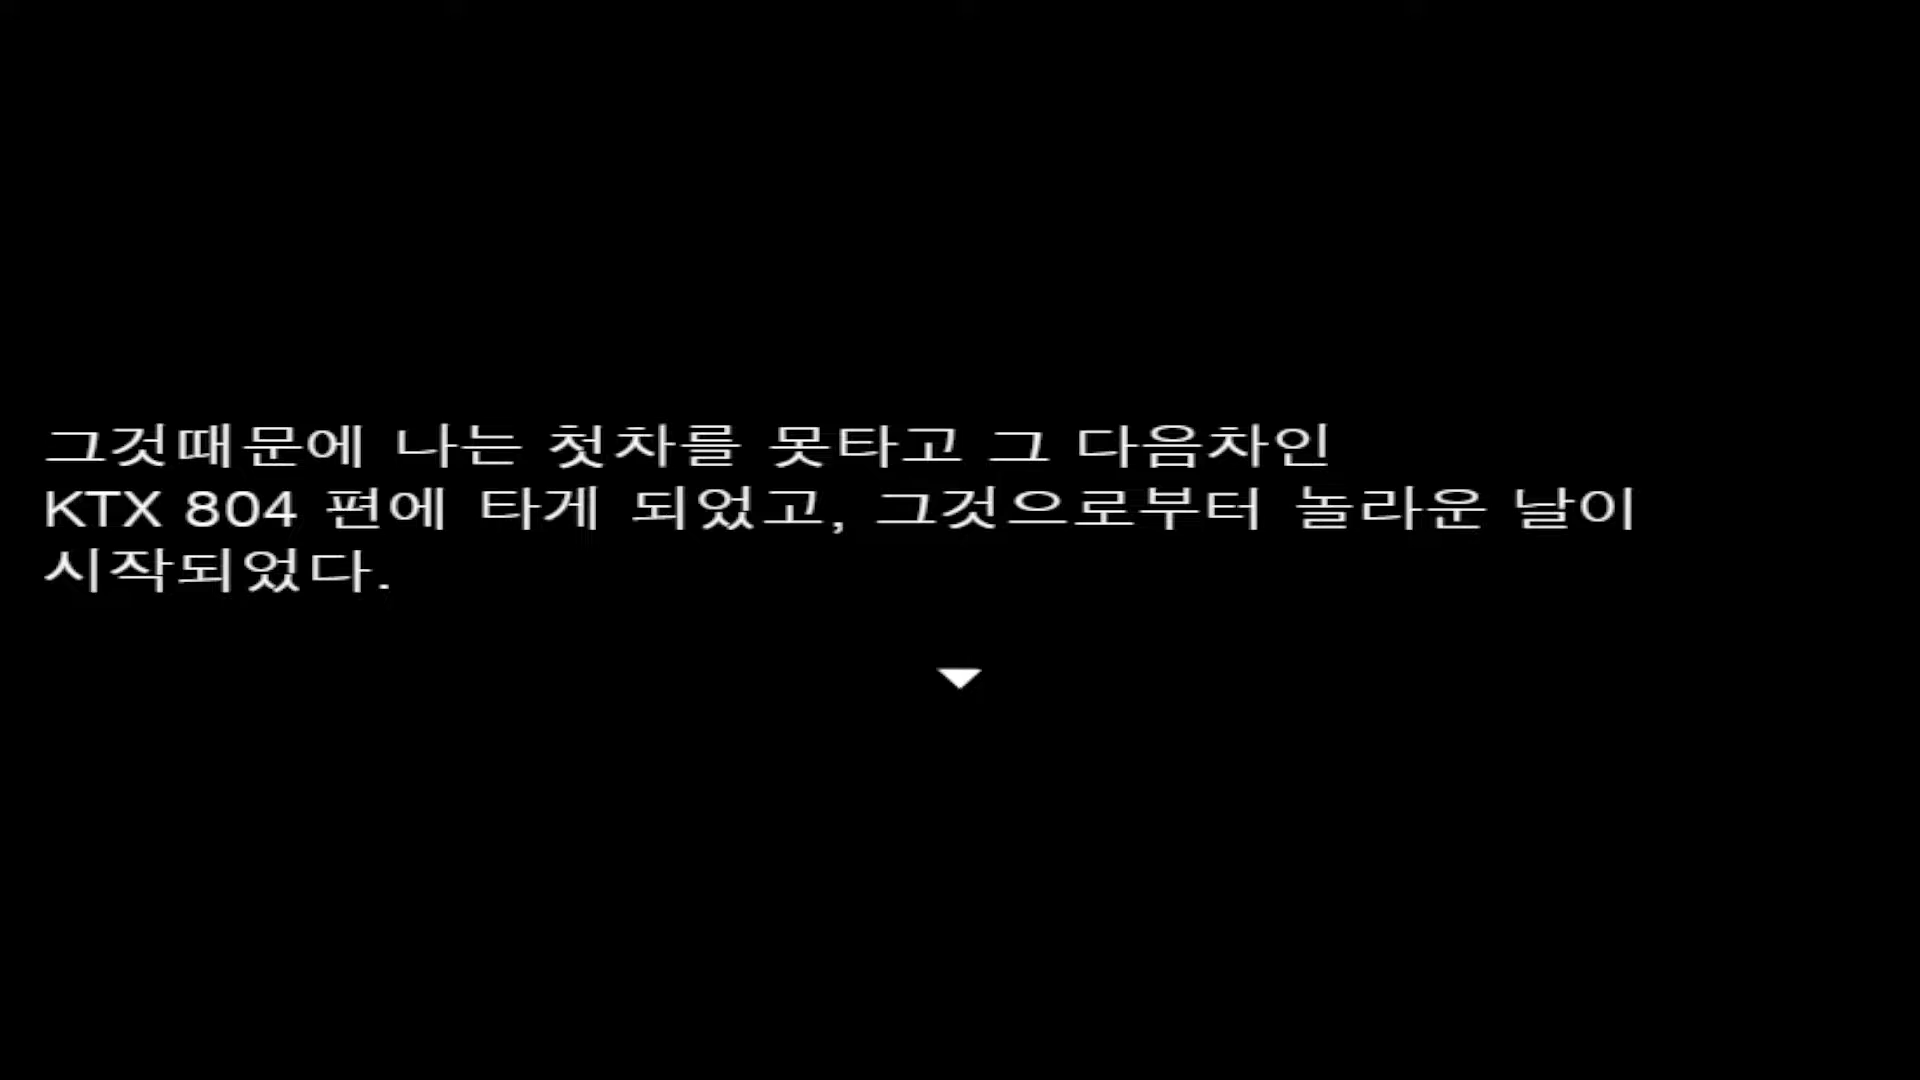 그것때문에 나는 첫차를 못타고 그 다음차인
KTX 804 편에 타게 되었고, 그것으로부터 놀라운 날이
시작되었다.